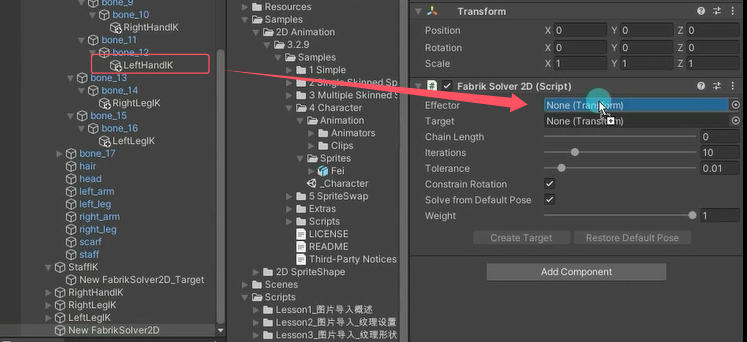 bone_9
bone_10
RightHandIK
bone_11
bone_12
LeftHandIK
bone_13
bone_14
RightLegIK
bone_15
bone_16
LeftLegIK
bone_17
hair
head
left_arm
left_leg
right_arm
right_leg
scarf
staff
StaffIK
New FabrikSolver2D_Target
RightHandIK
RightLegIK
LeftLegIK
New FabrikSolver2D
Resources
Samples
2D Animation
3.2.9
Samples
1 Simple
2 Single Skinned Sp
3 Multiple Skinned S
4 Character
Animation
Animators
Clips
Sprites
Fei
_Character
5 SpriteSwap
Extras
Scripts
LICENSE
README
Third-Party Notices
2D SpriteShape
Scenes
Scripts
Lesson1_图片导入概述
Lesson2_图片导入_纹理设置
Lesson3_图片导入_纹理形状
Transform
Position X 0 Y 0 Z 0
Rotation X 0 Y 0 Z 0
Scale X 1 Y 1 Z 1
Fabrik Solver 2D (Script)
Effector None (Transform)
Target None (Transform)
Chain Length 0
Iterations 10
Tolerance 0.01
Constrain Rotation
Solve from Default Pose
Weight 1
Create Target Restore Default Pose
Add Component